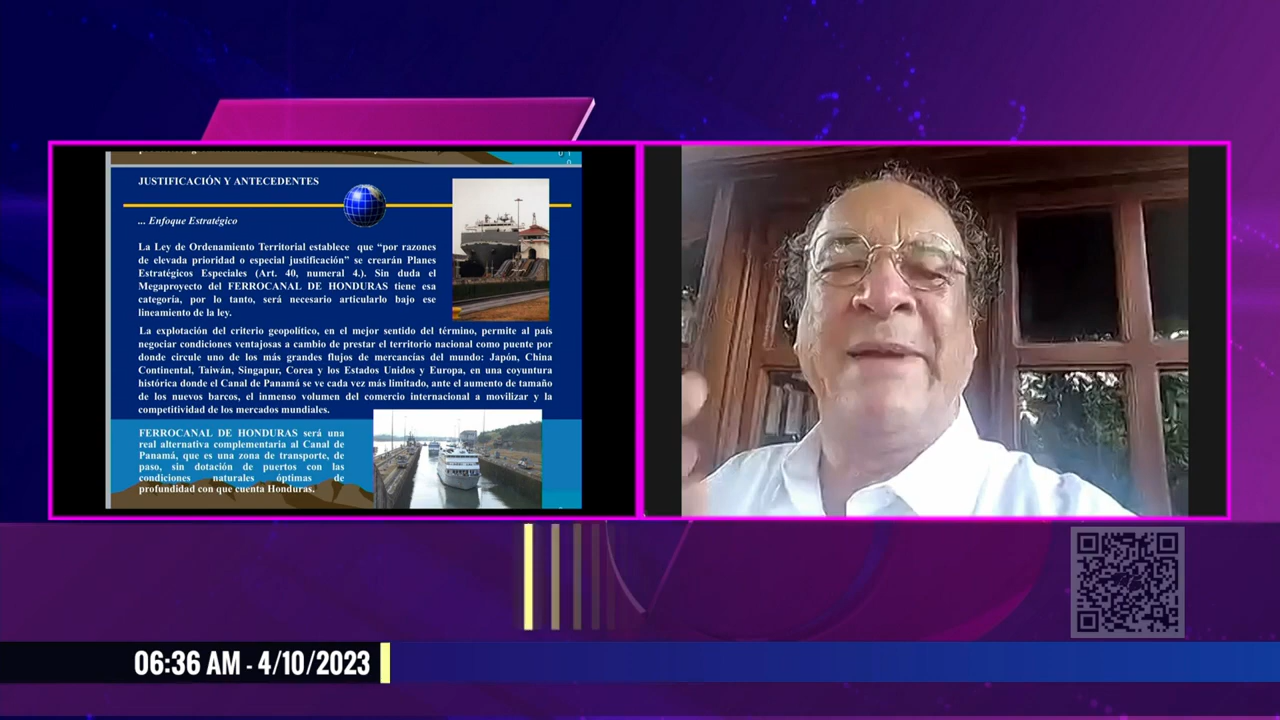 JUSTIFICACIÓN Y ANTECEDENTES
... Enfoque Estratégico
La Ley de Ordenamiento Territorial establece que “por razones
de elevada prioridad o especial justificación” se crearán Planes
Estratégicos Especiales (Art. 40, numeral 4.). Sin duda el
Megaproyecto del FERROCANAL DE HONDURAS tiene esa
categoría, por lo tanto, será necesario articularlo bajo ese
lineamiento de la ley.
La explotación del criterio geopolítico, en el mejor sentido del término, permite al país
negociar condiciones ventajosas a cambio de prestar el territorio nacional como puente por
donde circule uno de los más grandes flujos de mercancías del mundo: Japón, China
Continental, Taiwán, Singapur, Corea y los Estados Unidos y Europa, en una coyuntura
histórica donde el Canal de Panamá se ve cada vez más limitado, ante el aumento de tamaño
de los nuevos barcos, el inmenso volumen del comercio internacional a movilizar y la
competitividad de los mercados mundiales.
FERROCANAL DE HONDURAS será una
real alternativa complementaria al Canal de
Panamá, que es una zona de transporte, de
paso, sin dotación de puertos con las
condiciones naturales óptimas de
profundidad con que cuenta Honduras.
06:36 AM - 4/10/2023